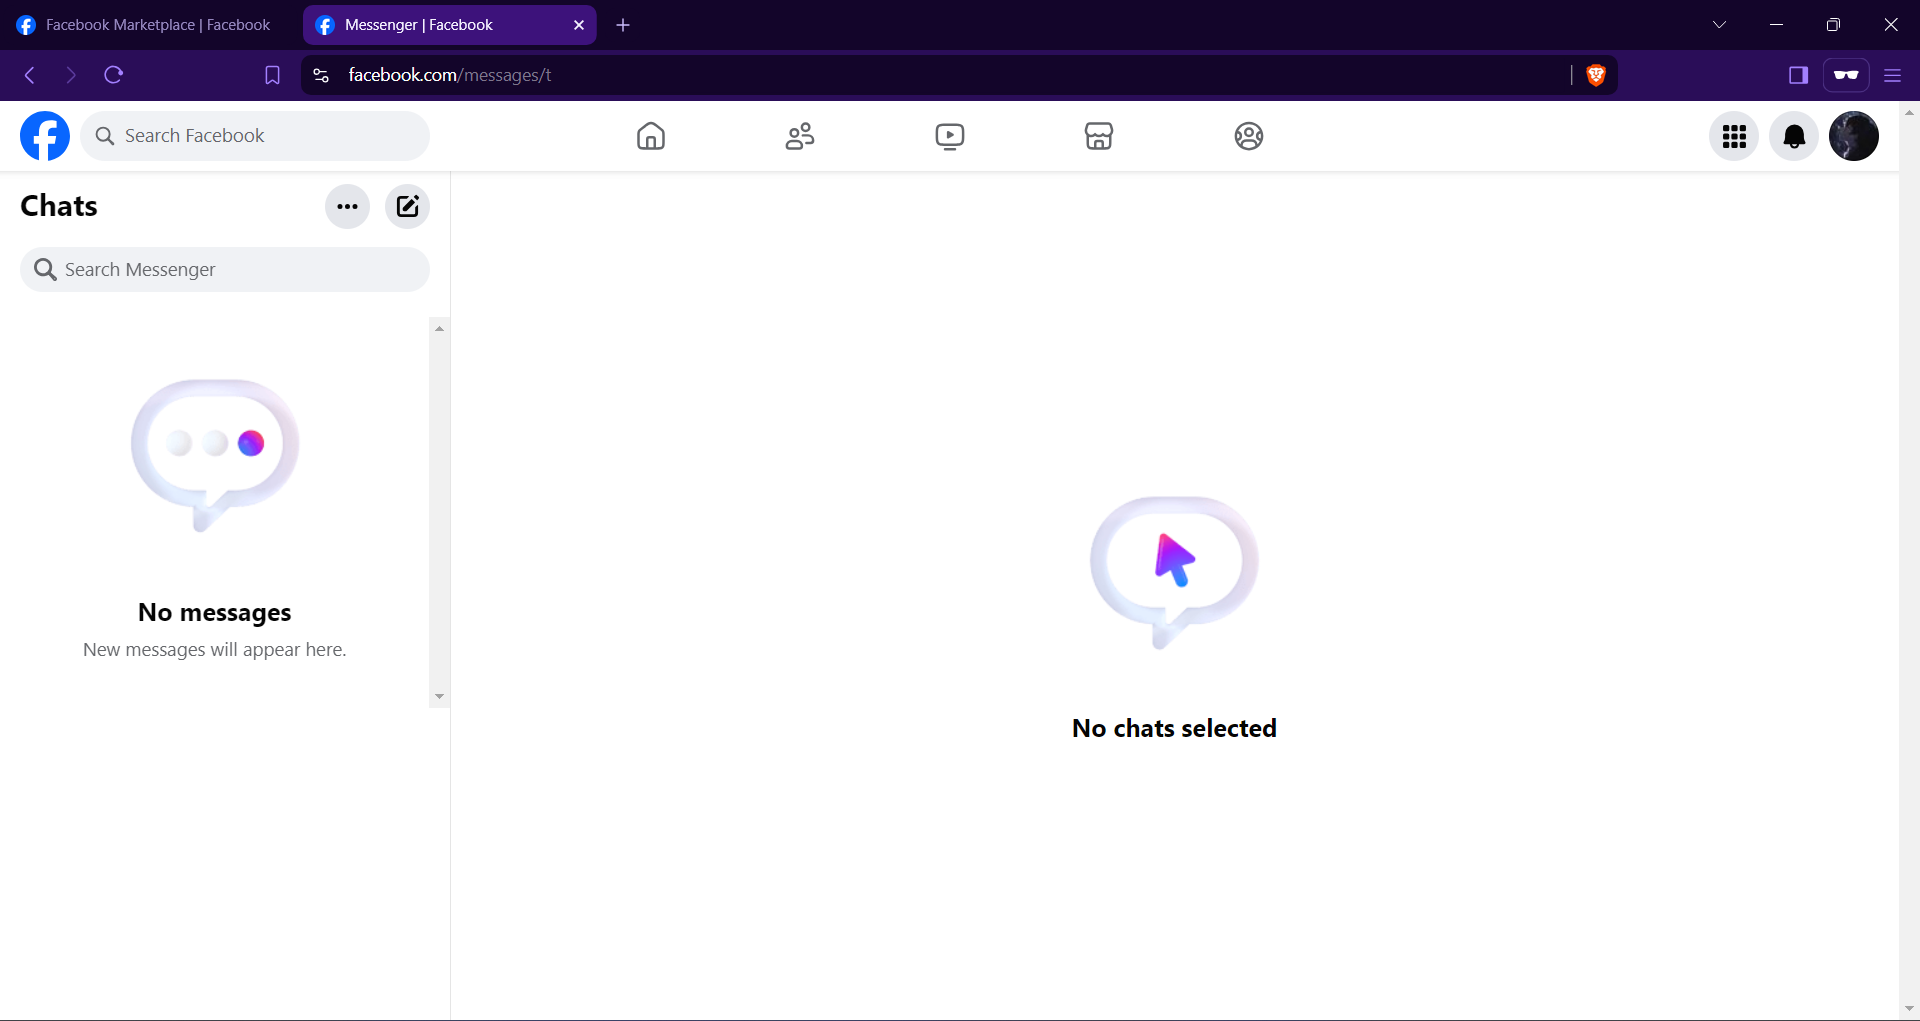 Facebook Marketplace | Facebook
Messenger | Facebook
facebook.com/messages/t
Search Facebook
Chats
Search Messenger
No messages
New messages will appear here.
No chats selected